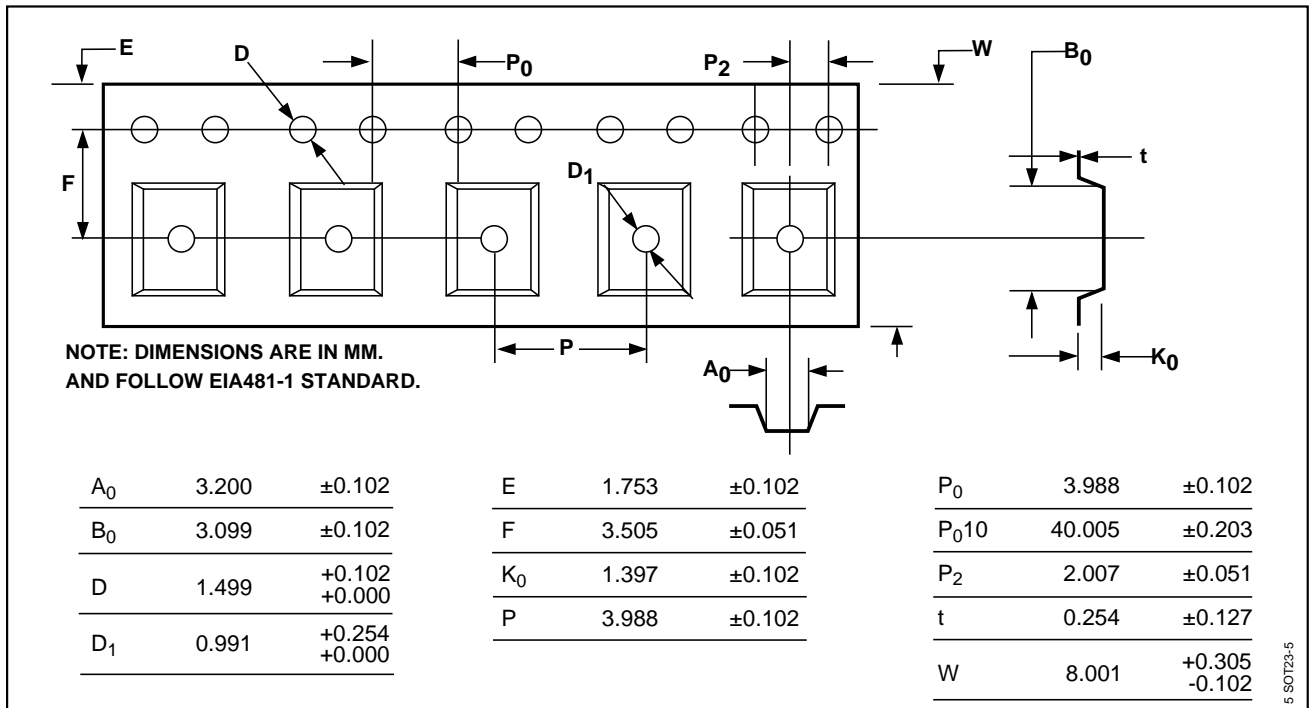 E
D
P0
P2
W
B0
t
F
D1
NOTE: DIMENSIONS ARE IN MM.
AND FOLLOW EIA481-1 STANDARD.
P
A0
K0
A0 3.200 ±0.102
B0 3.099 ±0.102
D 1.499 +0.102
+0.000
D1 0.991 +0.254
+0.000
E 1.753 ±0.102
F 3.505 ±0.051
K0 1.397 ±0.102
P 3.988 ±0.102
P0 3.988 ±0.102
P010 40.005 ±0.203
P2 2.007 ±0.051
t 0.254 ±0.127
W 8.001 +0.305
-0.102
5 SOT23-5